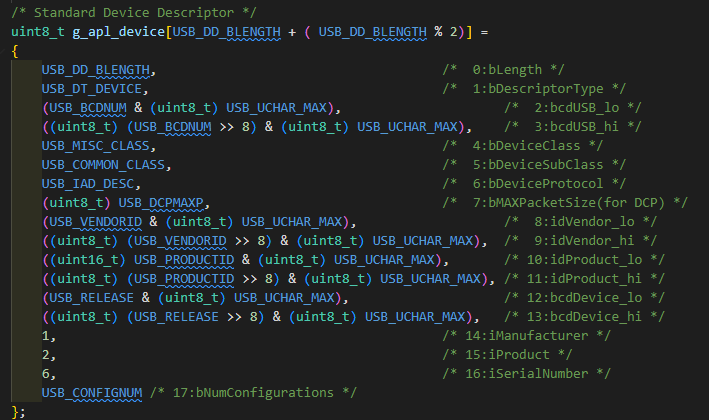 /* Standard Device Descriptor */
uint8_t g_apl_device[USB_DD_BLENGTH + ( USB_DD_BLENGTH % 2)] =
{
    USB_DD_BLENGTH,                                     /*  0:bLength */
    USB_DT_DEVICE,                                      /*  1:bDescriptorType */
    (USB_BCDNUM & (uint8_t) USB_UCHAR_MAX),                     /*  2:bcdUSB_lo */
    ((uint8_t) (USB_BCDNUM >> 8) & (uint8_t) USB_UCHAR_MAX),    /*  3:bcdUSB_hi */
    USB_MISC_CLASS,                                     /*  4:bDeviceClass */
    USB_COMMON_CLASS,                                   /*  5:bDeviceSubClass */
    USB_IAD_DESC,                                       /*  6:bDeviceProtocol */
    (uint8_t) USB_DCPMAXP,                              /*  7:bMAXPacketSize(for DCP) */
    (USB_VENDORID & (uint8_t) USB_UCHAR_MAX),                   /*  8:idVendor_lo */
    ((uint8_t) (USB_VENDORID >> 8) & (uint8_t) USB_UCHAR_MAX),  /*  9:idVendor_hi */
    ((uint16_t) USB_PRODUCTID & (uint8_t) USB_UCHAR_MAX),       /* 10:idProduct_lo */
    ((uint8_t) (USB_PRODUCTID >> 8) & (uint8_t) USB_UCHAR_MAX), /* 11:idProduct_hi */
    (USB_RELEASE & (uint8_t) USB_UCHAR_MAX),                    /* 12:bcdDevice_lo */
    ((uint8_t) (USB_RELEASE >> 8) & (uint8_t) USB_UCHAR_MAX),   /* 13:bcdDevice_hi */
    1,                                                  /* 14:iManufacturer */
    2,                                                  /* 15:iProduct */
    6,                                                  /* 16:iSerialNumber */
    USB_CONFIGNUM /* 17:bNumConfigurations */
};